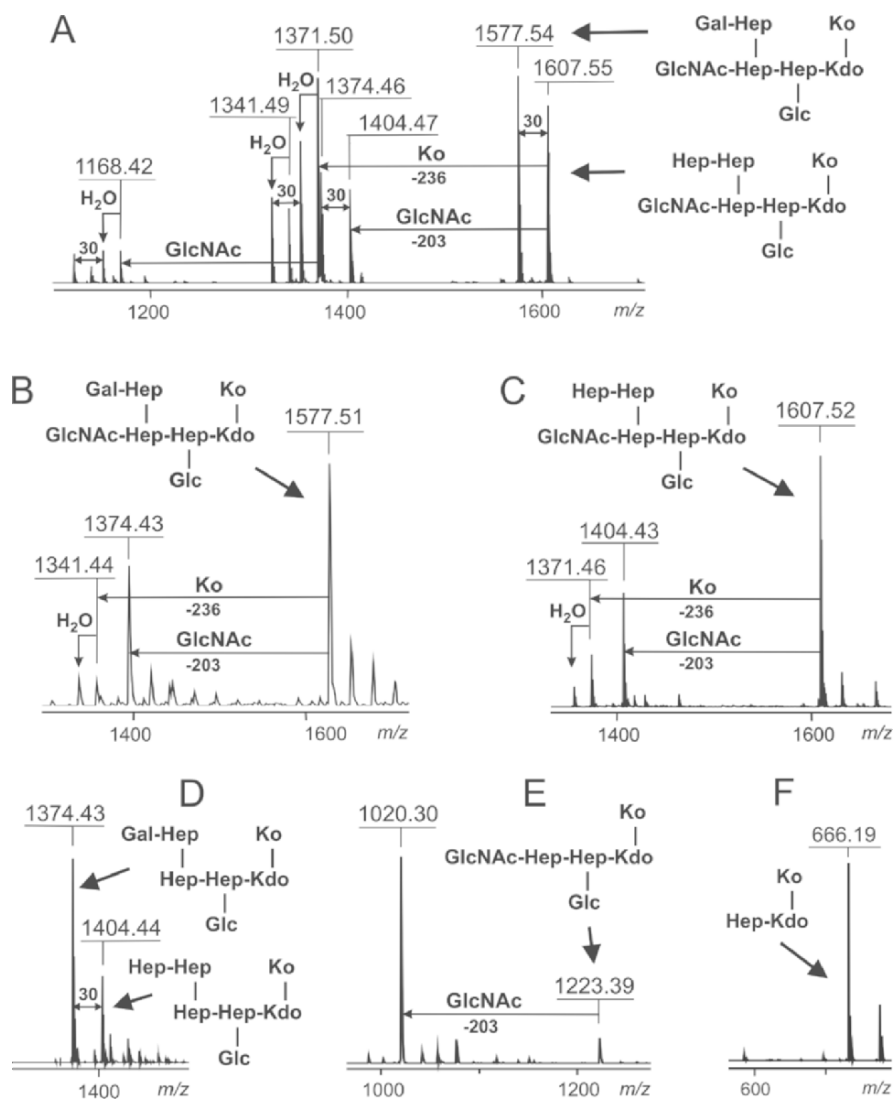 A
1371.50
1577.54
Gal-Hep Ko
GlcNAc-Hep-Hep-Kdo
Glc
H2O
1374.46
1607.55
1341.49
1404.47
H2O
Ko
-236
30
Hep-Hep Ko
GlcNAc-Hep-Hep-Kdo
Glc
1168.42
H2O
30
30
GlcNAc
-203
30
GlcNAc
1200 1400 1600 m/z
B
Gal-Hep Ko
GlcNAc-Hep-Hep-Kdo
Glc
1577.51
1374.43
1341.44
Ko
-236
H2O
GlcNAc
-203
1400 1600 m/z
C
Hep-Hep Ko
GlcNAc-Hep-Hep-Kdo
Glc
1607.52
1404.43
1371.46
Ko
-236
H2O
GlcNAc
-203
1400 1600 m/z
D
1374.43
Gal-Hep Ko
Hep-Hep-Kdo
Glc
1404.44
Hep-Hep Ko
30
Hep-Hep-Kdo
Glc
1400 m/z
E
1020.30
Ko
GlcNAc-Hep-Hep-Kdo
Glc
1223.39
GlcNAc
-203
1000 1200 m/z
F
666.19
Ko
Hep-Kdo
600 m/z